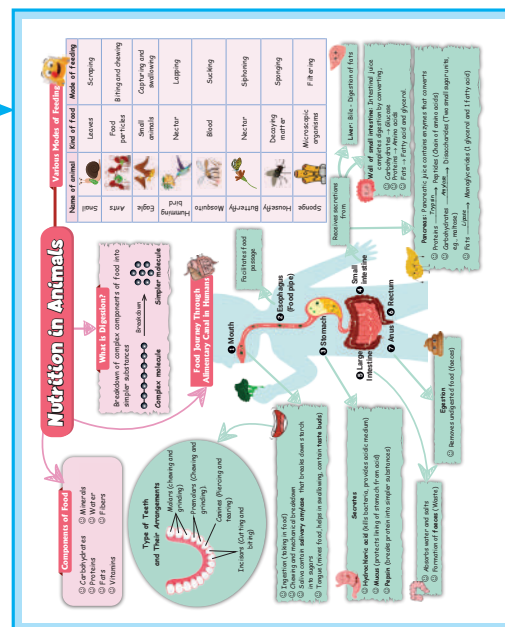 Nutrition in Animals
Components of Food
Carbohydrates
Proteins
Fats
Vitamins
Minerals
Water
Fibers
What is Digestion?
Breakdown of complex components of food into
simpler substances
Breakdown
Complex molecule
Simpler molecule
Various Modes of Feeding
Name of animal Kind of food Mode of feeding
Snail Leaves Scraping
Ants Food particles Biting and chewing
Eagle Small animals Capturing and swallowing
Humming bird Nectar Lapping
Mosquito Blood Sucking
Butterfly Nectar Siphoning
Housefly Decaying matter Sponging
Sponge Microscopic organisms Filtering
Food Journey Through
Alimentary Canal in Humans
Type of Teeth
and Their Arrangements
Molars (chewing and
grinding)
Premolars (Chewing and
grinding)
Canines (Piercing and
tearing)
Incisors (Cutting and
biting)
1 Mouth
2 Esophagus
(Food pipe)
3 Stomach
4 Small
intestine
5 Large
Intestine
6 Rectum
7 Anus
Facilitates food
passage
Receives secretions
from
Liver: Bile - Digestion of fats
Wall of small intestine: Intestinal juice
completes digestion by converting,
Carbohydrates → Glucose
Proteins → Amino acids
Fats → Fatty acid and glycerol
Pancreas: Pancreatic juice contains enzymes that converts
Proteins Trypsin → Peptides (Chain of amino acids)
Carbohydrates Amylase → Disaccharides (Two small sugar units,
e.g., maltose)
Fats Lipase → Monoglycerides (1 glycerol and 1 fatty acid)
Ingestion (taking in food)
Chewing and mechanical breakdown
Saliva contain salivary amylase that breaks down starch
into sugars
Tongue (mixes food, helps in swallowing, contain taste buds)
Secretes
Hydrochloric acid (kills bacteria, provides acidic medium)
Mucus (protects lining of stomach from acid)
Pepsin (breaks protein into simpler substances)
Absorbs water and salts
Formation of faeces (Waste)
Egestion
Removes undigested food (faeces)